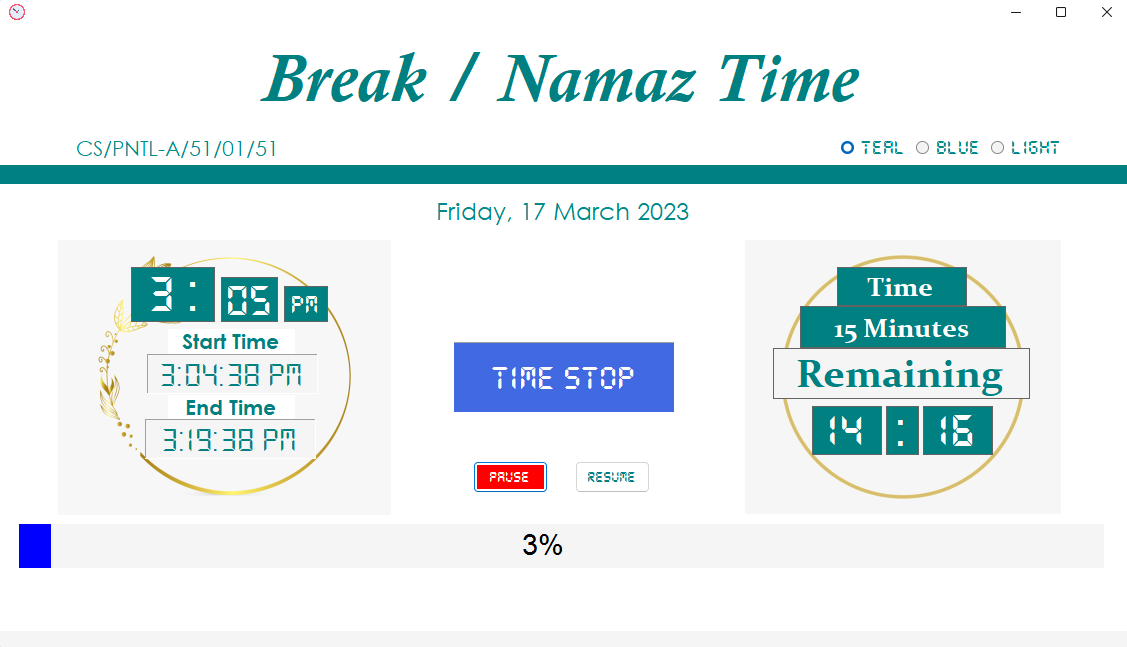 Break / Namaz Time
CS/PNTL-A/51/01/51
TEAL BLUE LIGHT
Friday, 17 March 2023
3 : 05 PM
Start Time
3:04:38 PM
End Time
3:19:38 PM
TIME STOP
PAUSE RESUME
Time
15 Minutes
Remaining
14 : 16
3%